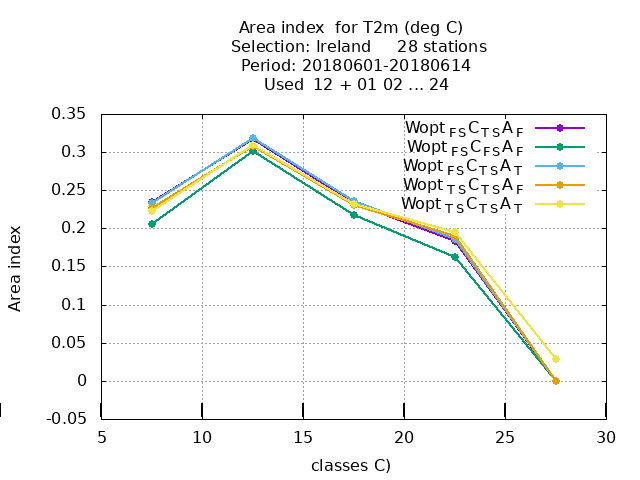 Area index  for T2m (deg C)
Selection: Ireland     28 stations
Period: 20180601-20180614
Used  12 + 01 02 ... 24
0.35
0.3
0.25
0.2
0.15
0.1
0.05
0
-0.05
5
10
15
20
25
30
Area index
classes C)
Wopt FS C TS A F
Wopt FS C FS A F
Wopt FS C TS A T
Wopt TS C TS A F
Wopt TS C TS A T